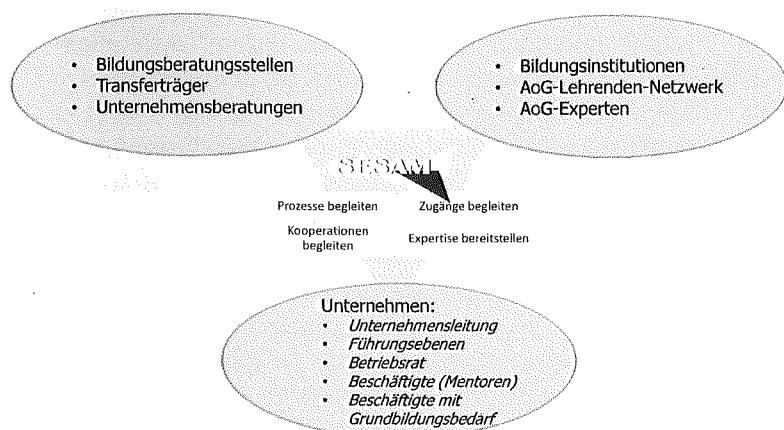 • Bildungsberatungsstellen
• Transferträger
• Unternehmensberatungen
• Bildungsinstitutionen
• AoG-Lehrenden-Netzwerk
• AoG-Experten
SESAM
Prozesse begleiten
Zugänge begleiten
Kooperationen
begleiten
Expertise bereitstellen
Unternehmen:
• Unternehmensleitung
• Führungsebenen
• Betriebsrat
• Beschäftigte (Mentoren)
• Beschäftigte mit
Grundbildungsbedarf